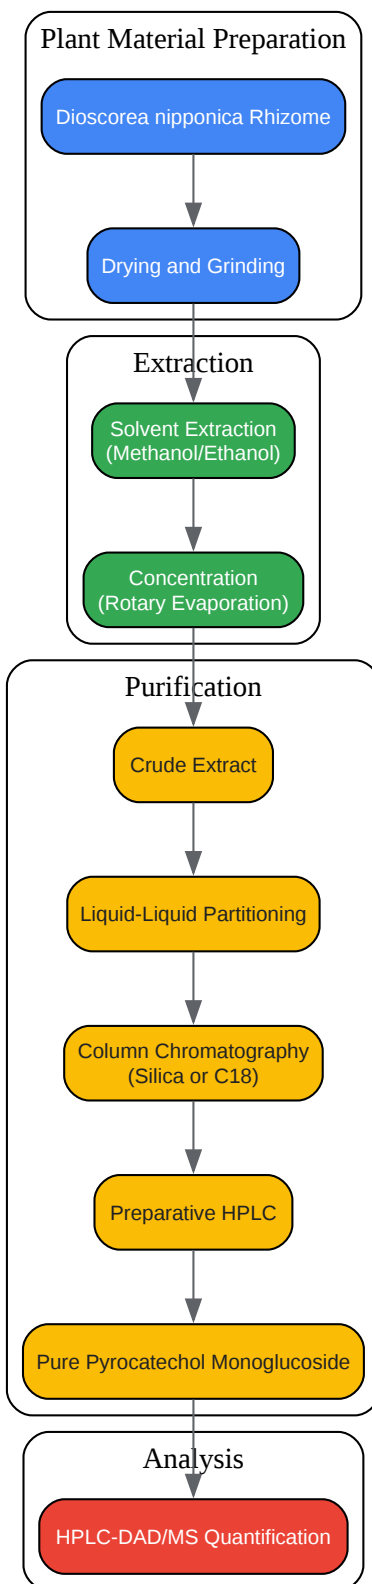 Plant Material Preparation
Dioscorea nipponica Rhizome
Drying and Grinding
Extraction
Solvent Extraction
(Methanol/Ethanol)
Concentration
(Rotary Evaporation)
Purification
Crude Extract
Liquid-Liquid Partitioning
Column Chromatography
(Silica or C18)
Preparative HPLC
Pure Pyrocatechol Monoglucoside
Analysis
HPLC-DAD/MS Quantification